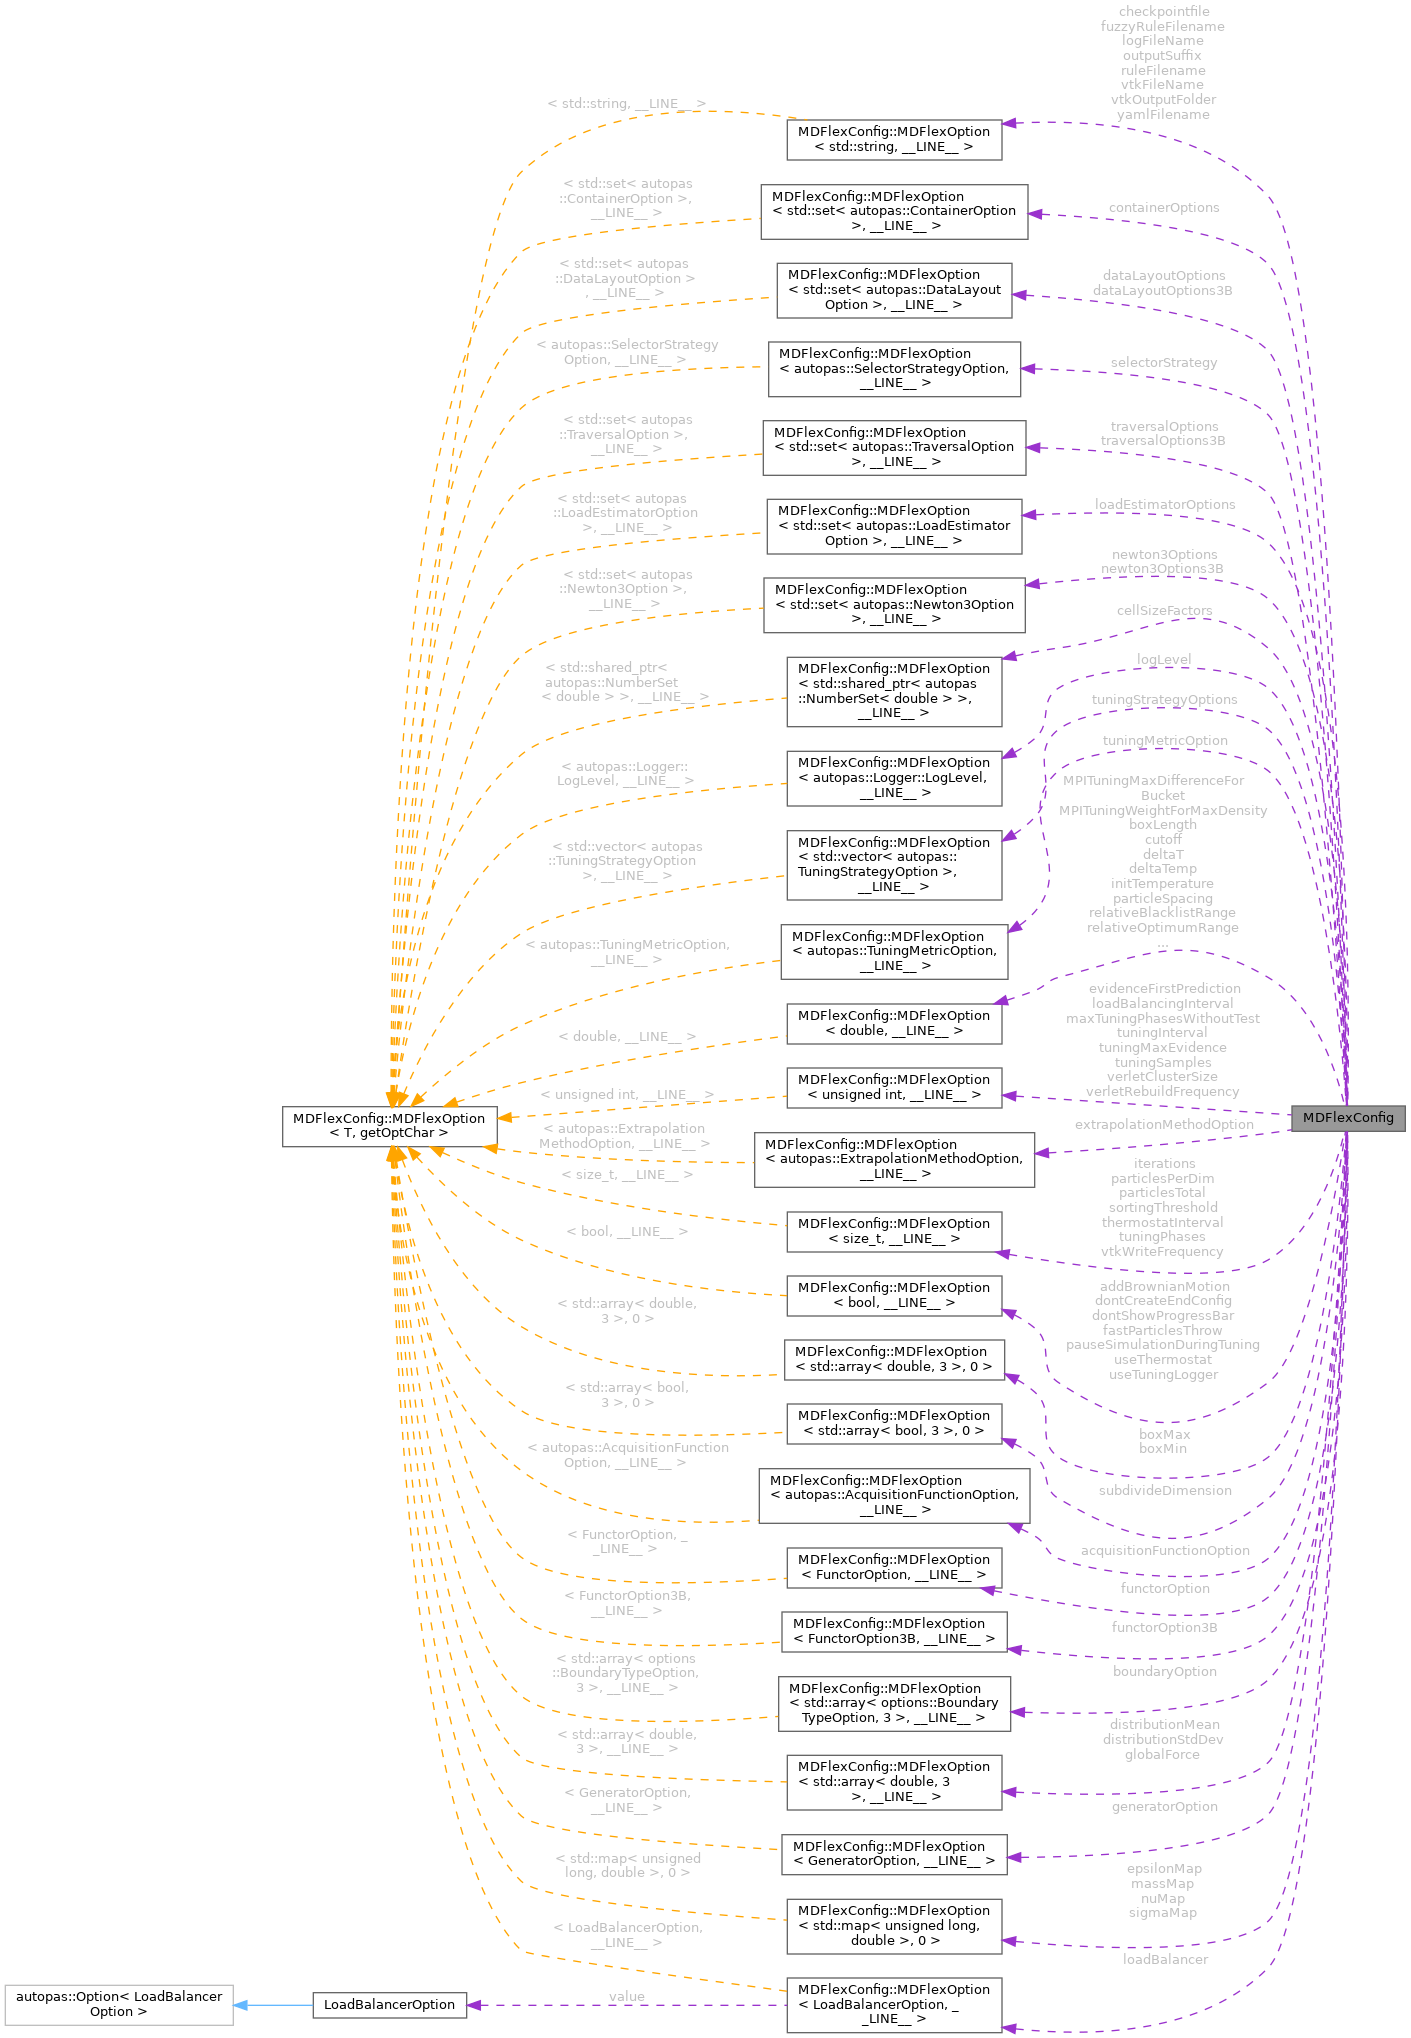 checkpointfile
fuzzyRuleFilename
logFileName
outputSuffix
ruleFilename
vtkFileName
vtkOutputFolder
yamlFilename
< std::string, __LINE__ >
MDFlexConfig::MDFlexOption
< std::string, __LINE__ >
< std::set< autopas
::ContainerOption >,
__LINE__ >
MDFlexConfig::MDFlexOption
< std::set< autopas::ContainerOption
>, __LINE__ >
containerOptions
< std::set< autopas
::DataLayoutOption >
, __LINE__ >
MDFlexConfig::MDFlexOption
< std::set< autopas::DataLayout
Option >, __LINE__ >
dataLayoutOptions
dataLayoutOptions3B
< autopas::SelectorStrategy
Option, __LINE__ >
MDFlexConfig::MDFlexOption
< autopas::SelectorStrategyOption,
__LINE__ >
selectorStrategy
< std::set< autopas
::TraversalOption >,
__LINE__ >
MDFlexConfig::MDFlexOption
< std::set< autopas::TraversalOption
>, __LINE__ >
traversalOptions
traversalOptions3B
< std::set< autopas
::LoadEstimatorOption
>, __LINE__ >
MDFlexConfig::MDFlexOption
< std::set< autopas::LoadEstimator
Option >, __LINE__ >
loadEstimatorOptions
< std::set< autopas
::Newton3Option >,
__LINE__ >
MDFlexConfig::MDFlexOption
< std::set< autopas::Newton3Option
>, __LINE__ >
newton3Options
newton3Options3B
< std::shared_ptr<
autopas::NumberSet
< double > >, __LINE__ >
MDFlexConfig::MDFlexOption
< std::shared_ptr< autopas
::NumberSet< double > >,
__LINE__ >
cellSizeFactors
< autopas::Logger::
LogLevel, __LINE__ >
MDFlexConfig::MDFlexOption
< autopas::Logger::LogLevel,
__LINE__ >
logLevel
< std::vector< autopas
::TuningStrategyOption
>, __LINE__ >
MDFlexConfig::MDFlexOption
< std::vector< autopas::
TuningStrategyOption >,
__LINE__ >
tuningStrategyOptions
< autopas::TuningMetricOption,
__LINE__ >
MDFlexConfig::MDFlexOption
< autopas::TuningMetricOption,
__LINE__ >
tuningMetricOption
MPITuningMaxDifferenceFor
Bucket
MPITuningWeightForMaxDensity
boxLength
cutoff
deltaT
deltaTemp
initTemperature
particleSpacing
relativeBlacklistRange
relativeOptimumRange
...
< double, __LINE__ >
MDFlexConfig::MDFlexOption
< double, __LINE__ >
evidenceFirstPrediction
loadBalancingInterval
maxTuningPhasesWithoutTest
tuningInterval
tuningMaxEvidence
tuningSamples
verletClusterSize
verletRebuildFrequency
< unsigned int, __LINE__ >
MDFlexConfig::MDFlexOption
< unsigned int, __LINE__ >
MDFlexConfig::MDFlexOption
< T, getOptChar >
MDFlexConfig
< autopas::Extrapolation
MethodOption, __LINE__ >
MDFlexConfig::MDFlexOption
< autopas::ExtrapolationMethodOption,
__LINE__ >
extrapolationMethodOption
< size_t, __LINE__ >
MDFlexConfig::MDFlexOption
< size_t, __LINE__ >
iterations
particlesPerDim
particlesTotal
sortingThreshold
thermostatInterval
tuningPhases
vtkWriteFrequency
< bool, __LINE__ >
MDFlexConfig::MDFlexOption
< bool, __LINE__ >
addBrownianMotion
dontCreateEndConfig
dontShowProgressBar
fastParticlesThrow
pauseSimulationDuringTuning
useThermostat
useTuningLogger
< std::array< double,
3 >, 0 >
MDFlexConfig::MDFlexOption
< std::array< double, 3 >, 0 >
boxMax
boxMin
< std::array< bool,
3 >, 0 >
MDFlexConfig::MDFlexOption
< std::array< bool, 3 >, 0 >
subdivideDimension
< autopas::AcquisitionFunction
Option, __LINE__ >
MDFlexConfig::MDFlexOption
< autopas::AcquisitionFunctionOption,
__LINE__ >
acquisitionFunctionOption
< FunctorOption, _
_LINE__ >
MDFlexConfig::MDFlexOption
< FunctorOption, __LINE__ >
functorOption
< FunctorOption3B,
__LINE__ >
MDFlexConfig::MDFlexOption
< FunctorOption3B, __LINE__ >
functorOption3B
< std::array< options
::BoundaryTypeOption,
3 >, __LINE__ >
MDFlexConfig::MDFlexOption
< std::array< options::Boundary
TypeOption, 3 >, __LINE__ >
boundaryOption
< std::array< double,
3 >, __LINE__ >
MDFlexConfig::MDFlexOption
< std::array< double, 3
>, __LINE__ >
distributionMean
distributionStdDev
globalForce
< GeneratorOption,
__LINE__ >
MDFlexConfig::MDFlexOption
< GeneratorOption, __LINE__ >
generatorOption
< std::map< unsigned
long, double >, 0 >
MDFlexConfig::MDFlexOption
< std::map< unsigned long,
double >, 0 >
epsilonMap
massMap
nuMap
sigmaMap
< LoadBalancerOption,
__LINE__ >
MDFlexConfig::MDFlexOption
< LoadBalancerOption, _
_LINE__ >
loadBalancer
autopas::Option< LoadBalancer
Option >
LoadBalancerOption
value